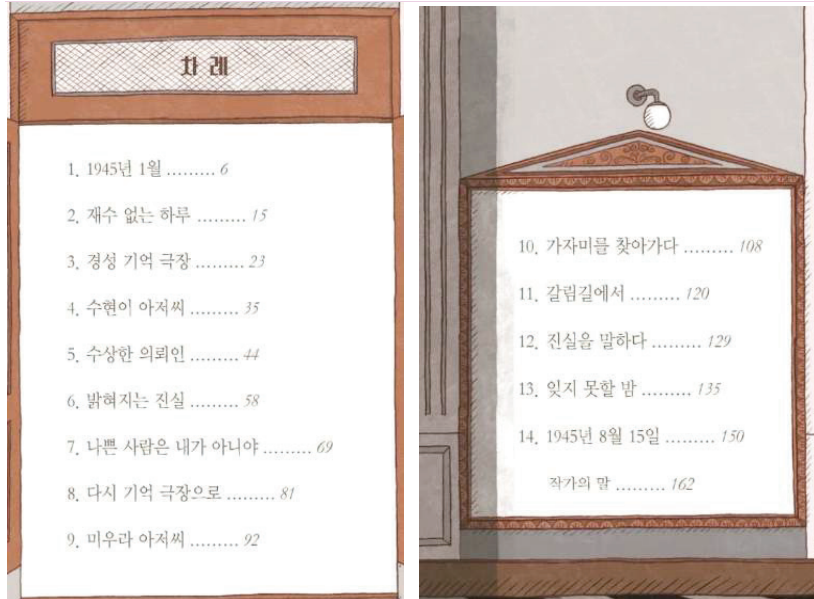 차례
1. 1945년 1월 ......... 6
2. 재수 없는 하루 ......... 15
3. 경성 기억 극장 ......... 23
4. 수현이 아저씨 ......... 35
5. 수상한 의뢰인 ......... 44
6. 밝혀지는 진실 ......... 58
7. 나쁜 사람은 내가 아니야 ......... 69
8. 다시 기억 극장으로 ......... 81
9. 미우라 아저씨 ......... 92
10. 가자미를 찾아가다 ......... 108
11. 갈림길에서 ......... 120
12. 진실을 말하다 ......... 129
13. 잊지 못할 밤 ......... 135
14. 1945년 8월 15일 ......... 150
작가의 말 ......... 162